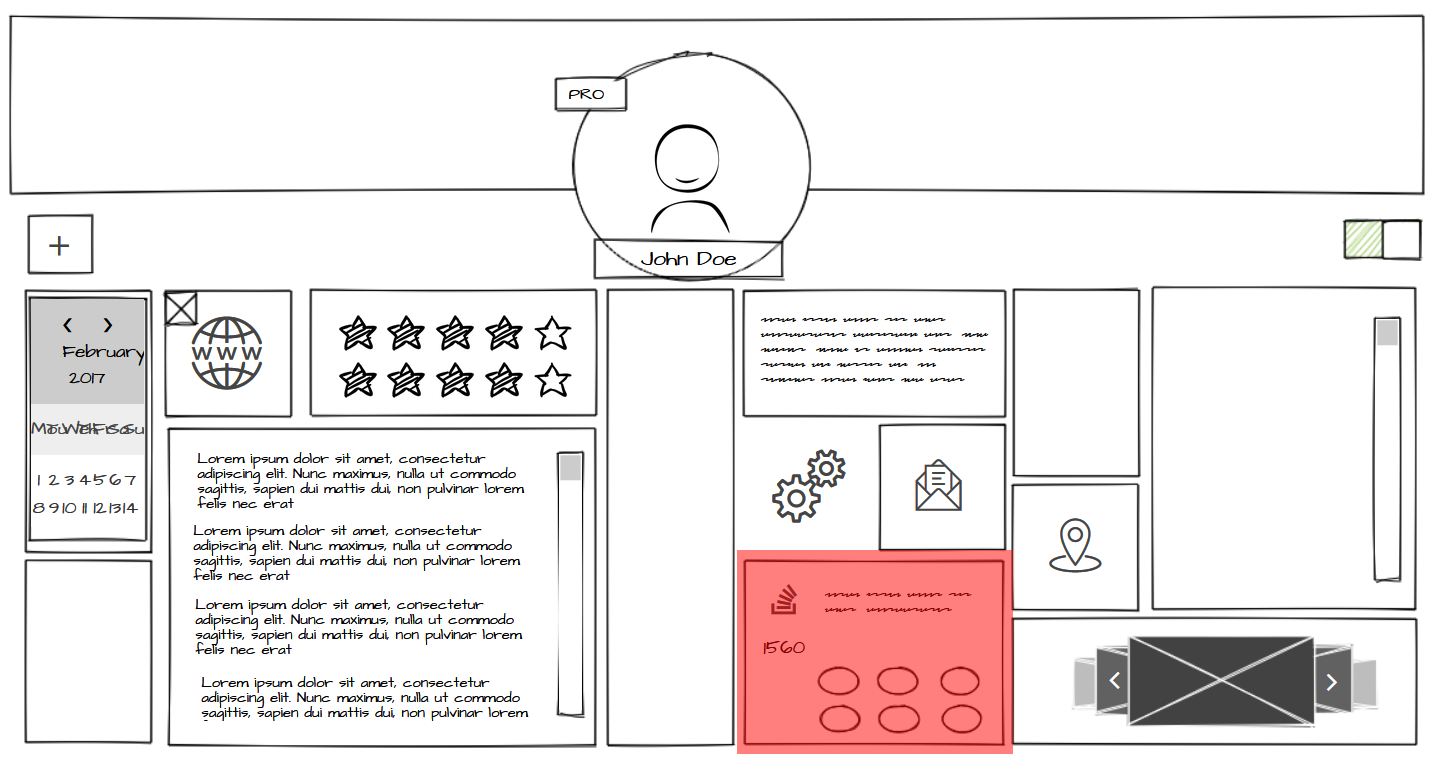 PRO
John Doe
February
2017
1 2 3 4 5 6 7
8 9 10 11 12 13 14
WWW
Lorem ipsum dolor sit amet, consectetur
adipiscing elit. Nunc maximus, nulla ut commodo
sagittis, sapien dui mattis dui, non pulvinar lorem
felis nec erat
Lorem ipsum dolor sit amet, consectetur
adipiscing elit. Nunc maximus, nulla ut commodo
sagittis, sapien dui mattis dui, non pulvinar lorem
felis nec erat
Lorem ipsum dolor sit amet, consectetur
adipiscing elit. Nunc maximus, nulla ut commodo
sagittis, sapien dui mattis dui, non pulvinar lorem
felis nec erat
Lorem ipsum dolor sit amet, consectetur
adipiscing elit. Nunc maximus, nulla ut commodo
sagittis, sapien dui mattis dui, non pulvinar lorem
1560